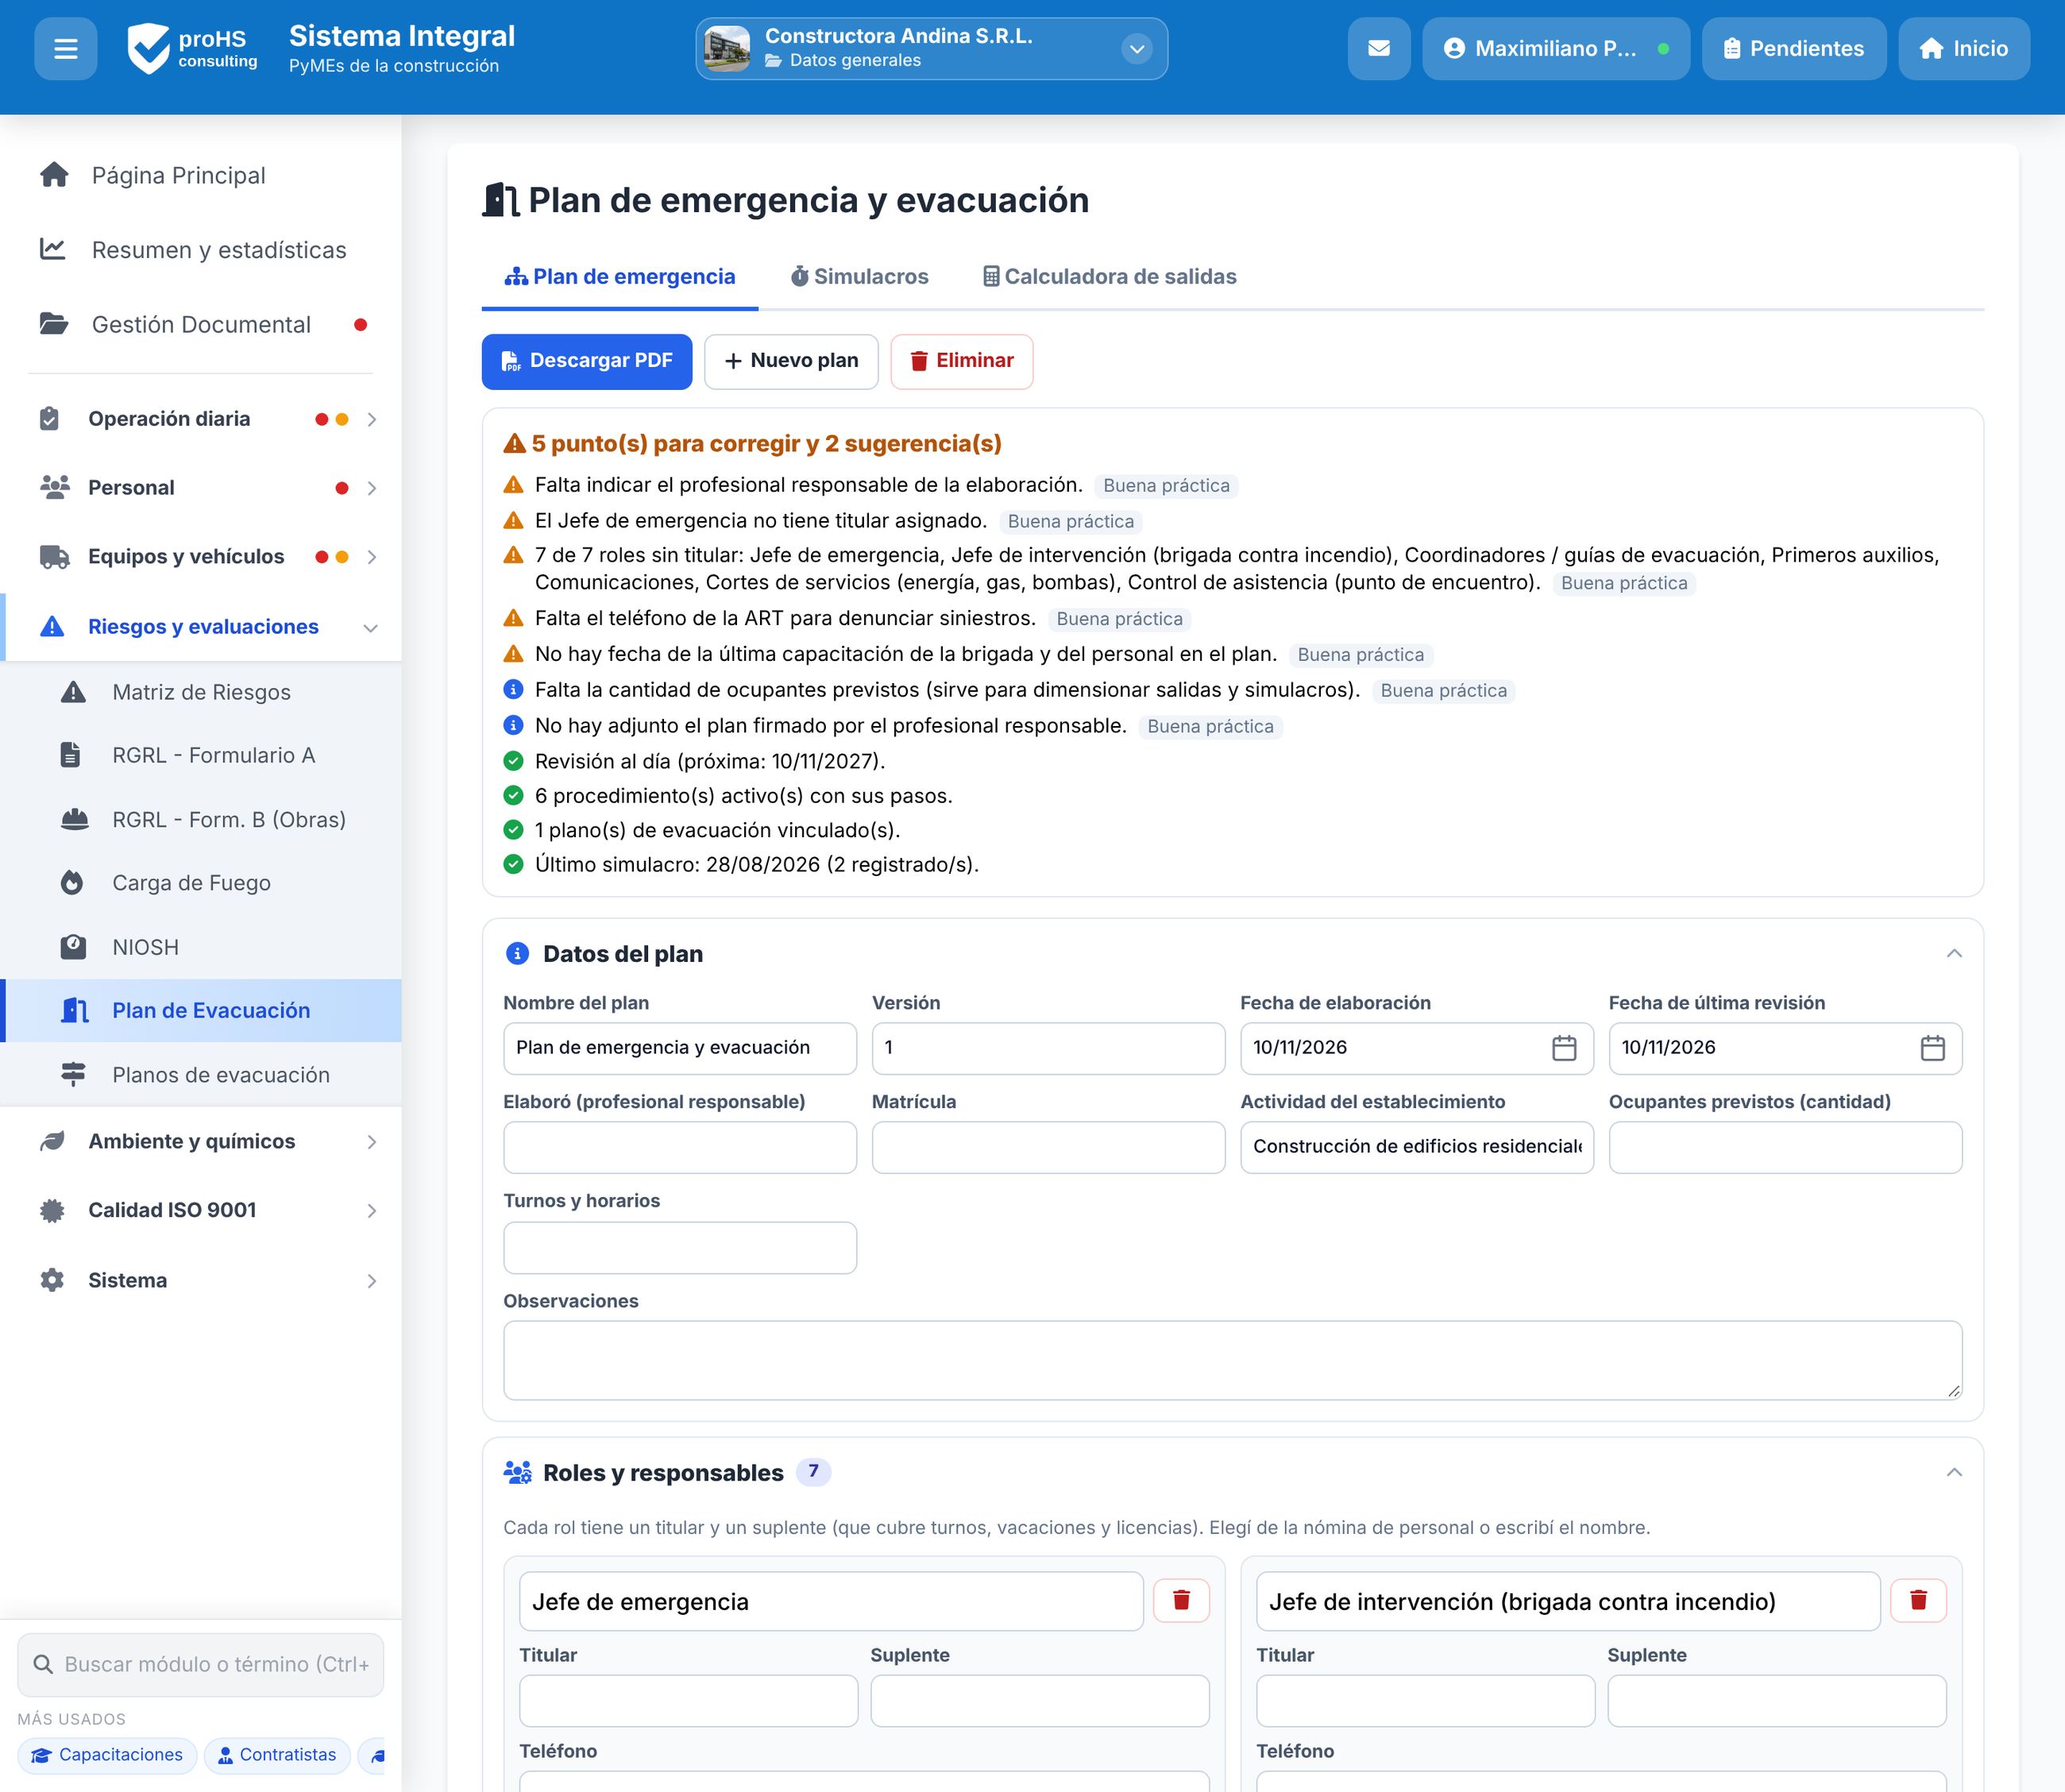 proHS
consulting
Sistema Integral
PyMEs de la construcción
Constructora Andina S.R.L.
Datos generales
Maximiliano P...
Pendientes
Inicio
Página Principal
Resumen y estadísticas
Gestión Documental
Operación diaria
Personal
Equipos y vehículos
Riesgos y evaluaciones
Matriz de Riesgos
RGRL - Formulario A
RGRL - Form. B (Obras)
Carga de Fuego
NIOSH
Plan de Evacuación
Planos de evacuación
Ambiente y químicos
Calidad ISO 9001
Sistema
Buscar módulo o término (Ctrl+
MÁS USADOS
Capacitaciones
Contratistas
Plan de emergencia y evacuación
Plan de emergencia
Simulacros
Calculadora de salidas
Descargar PDF
Nuevo plan
Eliminar
5 punto(s) para corregir y 2 sugerencia(s)
Falta indicar el profesional responsable de la elaboración. Buena práctica
El Jefe de emergencia no tiene titular asignado. Buena práctica
7 de 7 roles sin titular: Jefe de emergencia, Jefe de intervención (brigada contra incendio), Coordinadores / guías de evacuación, Primeros auxilios,
Comunicaciones, Cortes de servicios (energía, gas, bombas), Control de asistencia (punto de encuentro). Buena práctica
Falta el teléfono de la ART para denunciar siniestros. Buena práctica
No hay fecha de la última capacitación de la brigada y del personal en el plan. Buena práctica
Falta la cantidad de ocupantes previstos (sirve para dimensionar salidas y simulacros). Buena práctica
No hay adjunto el plan firmado por el profesional responsable. Buena práctica
Revisión al día (próxima: 10/11/2027).
6 procedimiento(s) activo(s) con sus pasos.
1 plano(s) de evacuación vinculado(s).
Último simulacro: 28/08/2026 (2 registrado/s).
Datos del plan
Nombre del plan
Versión
Fecha de elaboración
Fecha de última revisión
Plan de emergencia y evacuación
1
10/11/2026
10/11/2026
Elaboró (profesional responsable)
Matrícula
Actividad del establecimiento
Ocupantes previstos (cantidad)
Construcción de edificios residenciale
Turnos y horarios
Observaciones
Roles y responsables 7
Cada rol tiene un titular y un suplente (que cubre turnos, vacaciones y licencias). Elegí de la nómina de personal o escribí el nombre.
Jefe de emergencia
Jefe de intervención (brigada contra incendio)
Titular
Suplente
Titular
Suplente
Teléfono
Teléfono